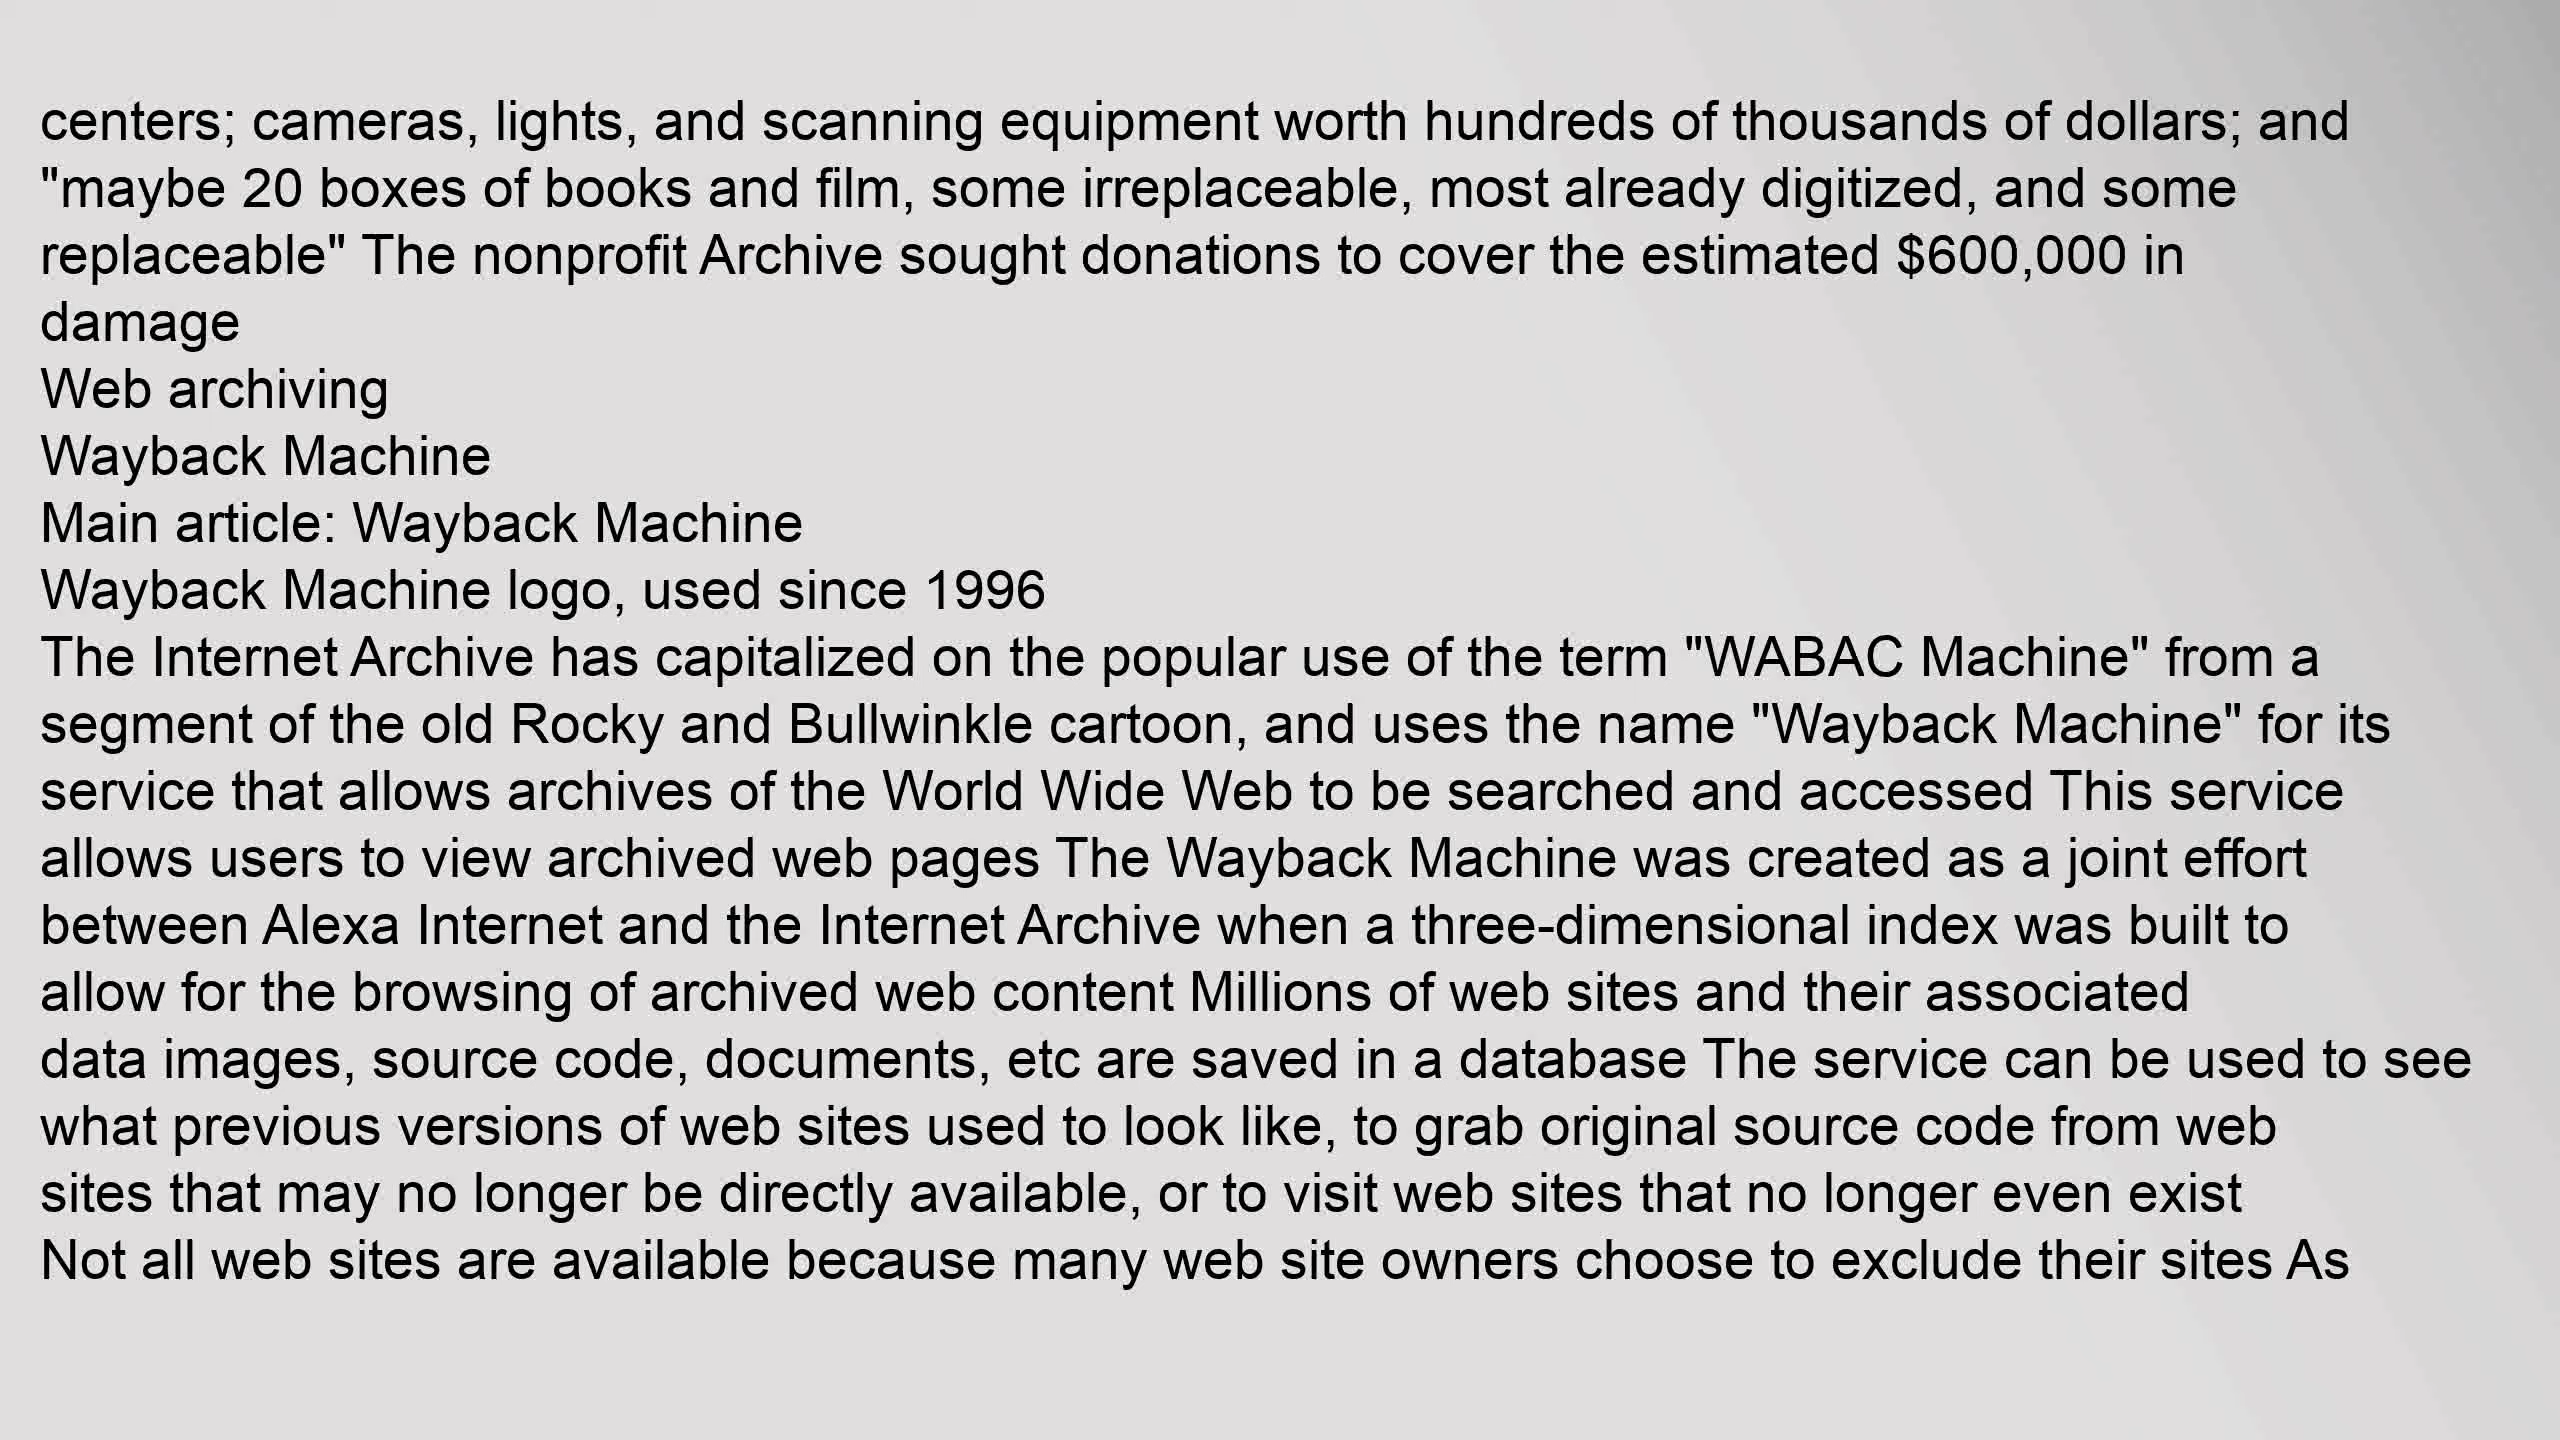 centers; cameras, lights, and scanning equipment worth hundreds of thousands of dollars; and
"maybe 20 boxes of books and film, some irreplaceable, most already digitized, and some
replaceable" The nonprofit Archive sought donations to cover the estimated $600,000 in
damage
Web archiving
Wayback Machine
Main article: Wayback Machine
Wayback Machine logo, used since 1996
The Internet Archive has capitalized on the popular use of the term "WABAC Machine" from a
segment of the old Rocky and Bullwinkle cartoon, and uses the name "Wayback Machine" for its
service that allows archives of the World Wide Web to be searched and accessed This service
allows users to view archived web pages The Wayback Machine was created as a joint effort
between Alexa Internet and the Internet Archive when a three-dimensional index was built to
allow for the browsing of archived web content Millions of web sites and their associated
data images, source code, documents, etc are saved in a database The service can be used to see
what previous versions of web sites used to look like, to grab original source code from web
sites that may no longer be directly available, or to visit web sites that no longer even exist
Not all web sites are available because many web site owners choose to exclude their sites As